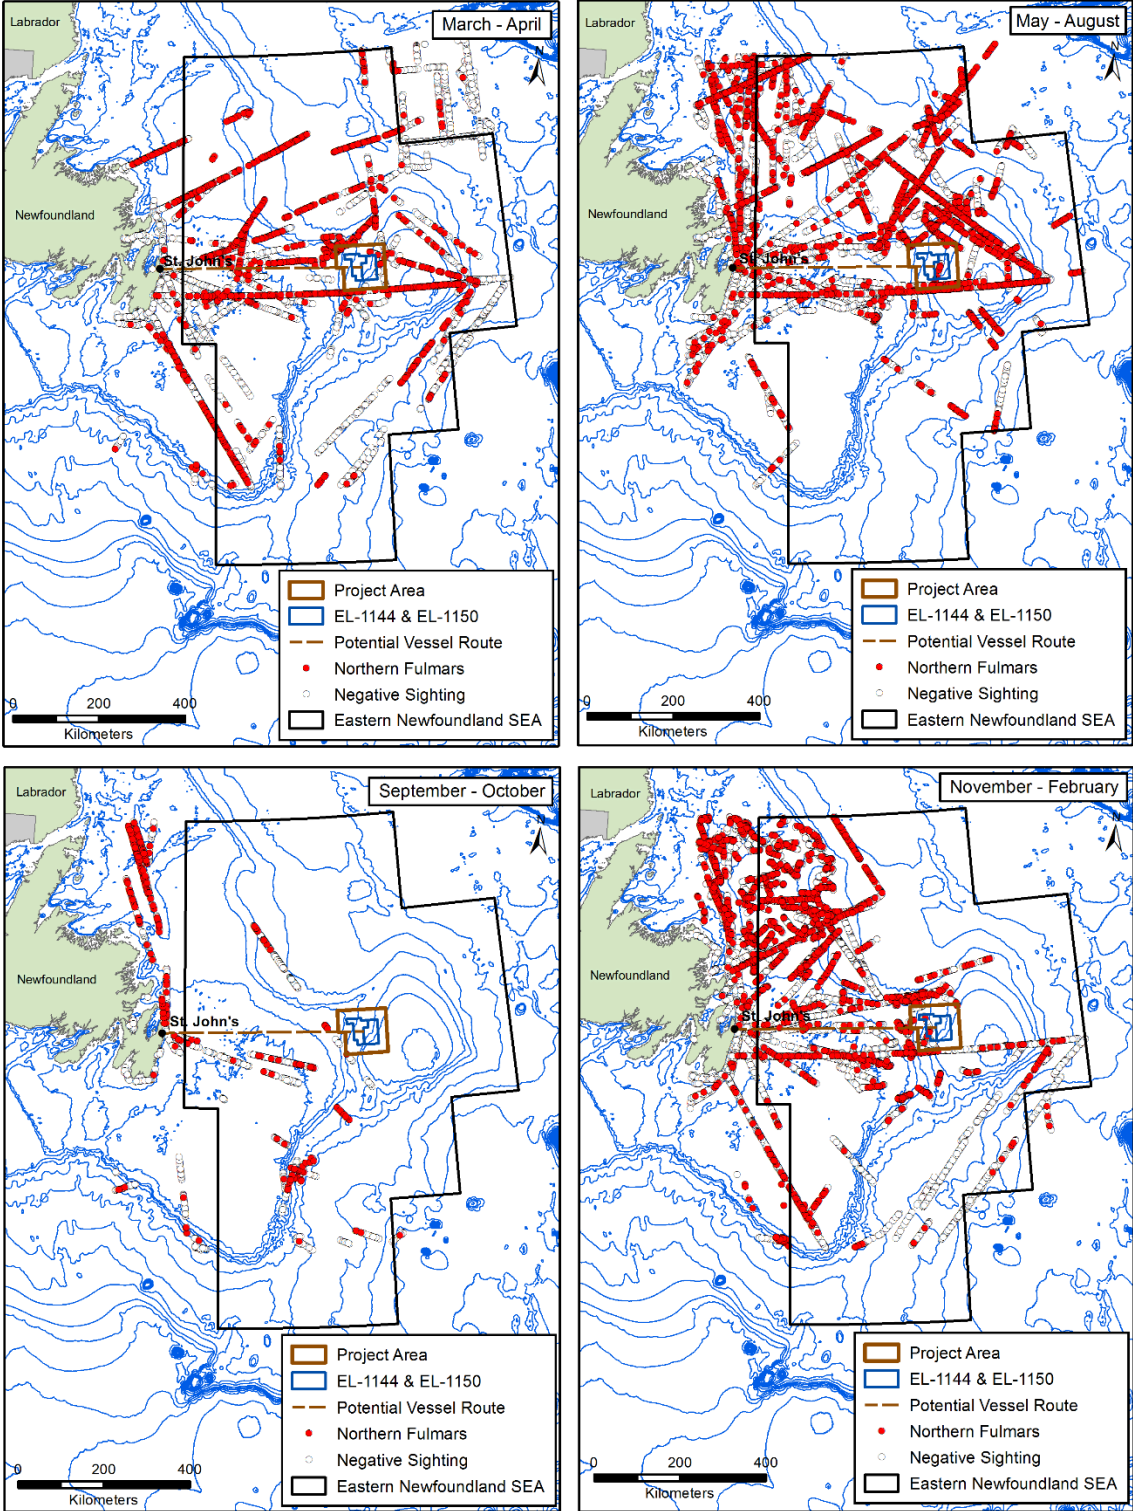 Labrador
March - April
N
Newfoundland
St. John's
Project Area
EL-1144 & EL-1150
Potential Vessel Route
Northern Fulmars
Negative Sighting
Eastern Newfoundland SEA
0 200 400
Kilometers
Labrador
May - August
N
Newfoundland
St. John's
Project Area
EL-1144 & EL-1150
Potential Vessel Route
Northern Fulmars
Negative Sighting
Eastern Newfoundland SEA
0 200 400
Kilometers
Labrador
September - October
N
Newfoundland
St. John's
Project Area
EL-1144 & EL-1150
Potential Vessel Route
Northern Fulmars
Negative Sighting
Eastern Newfoundland SEA
0 200 400
Kilometers
Labrador
November - February
N
Newfoundland
St. John's
Project Area
EL-1144 & EL-1150
Potential Vessel Route
Northern Fulmars
Negative Sighting
Eastern Newfoundland SEA
0 200 400
Kilometers